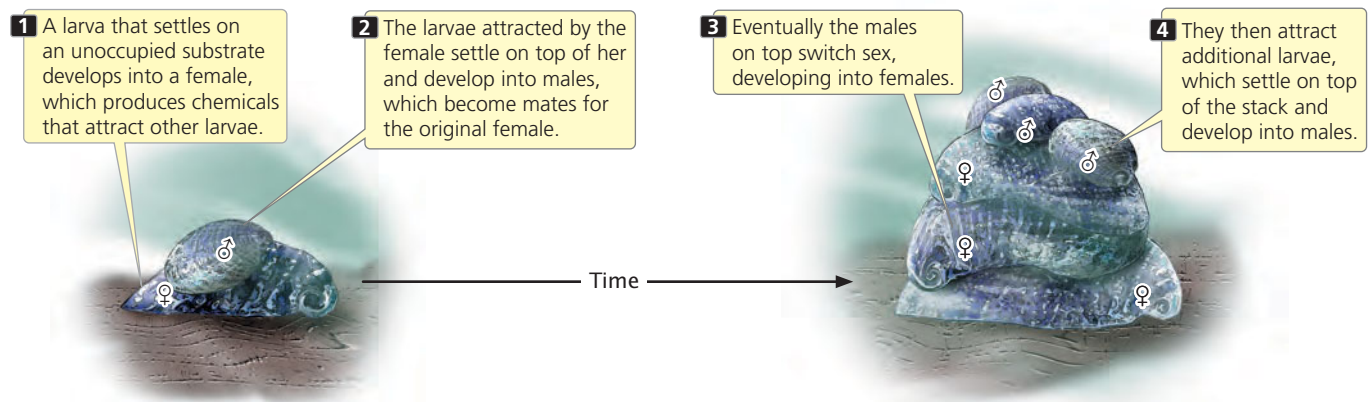 1 A larva that settles on
an unoccupied substrate
develops into a female,
which produces chemicals
that attract other larvae.
2 The larvae attracted by the
female settle on top of her
and develop into males,
which become mates for
the original female.
♂
♀
Time
3 Eventually the males
on top switch sex,
developing into females.
4 They then attract
additional larvae,
which settle on top
of the stack and
develop into males.
♂
♂
♂
♀
♀
♀